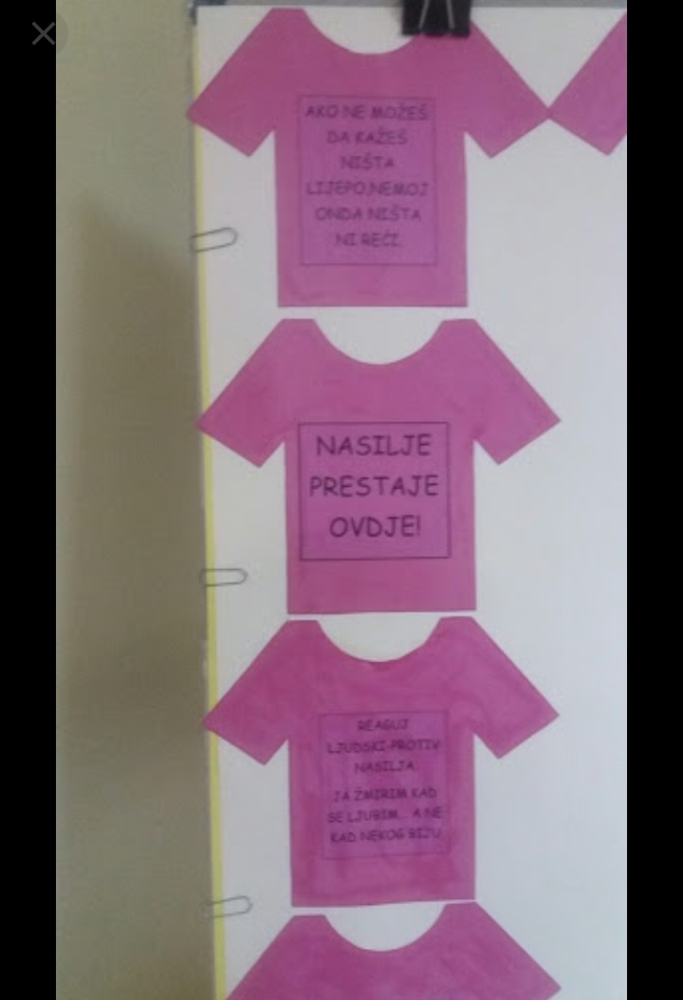 AKO NE MOŽEŠ
DA KAŽEŠ
NIŠTA
LIJEPO,NEMOJ
ONDA NIŠTA
NI REĆI.
NASILJE
PRESTAJE
OVDJE!
REAGUJ
LJUDSKI-PROTIV
NASILJA.
JA ŽMIRIM KAD
SE LJUBIM... A NE
KAD NEKOG BIJU